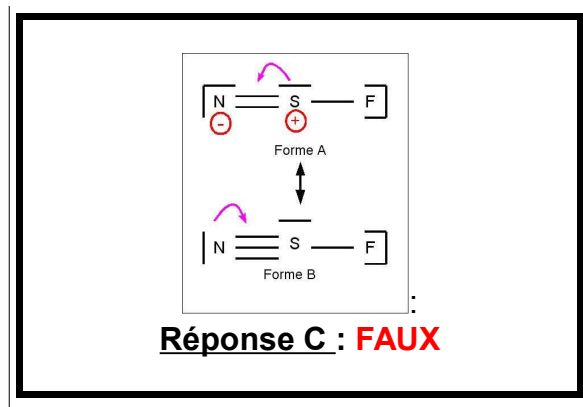 N S F
- +
Forme A
N S F
Forme B
:
Réponse C : FAUX